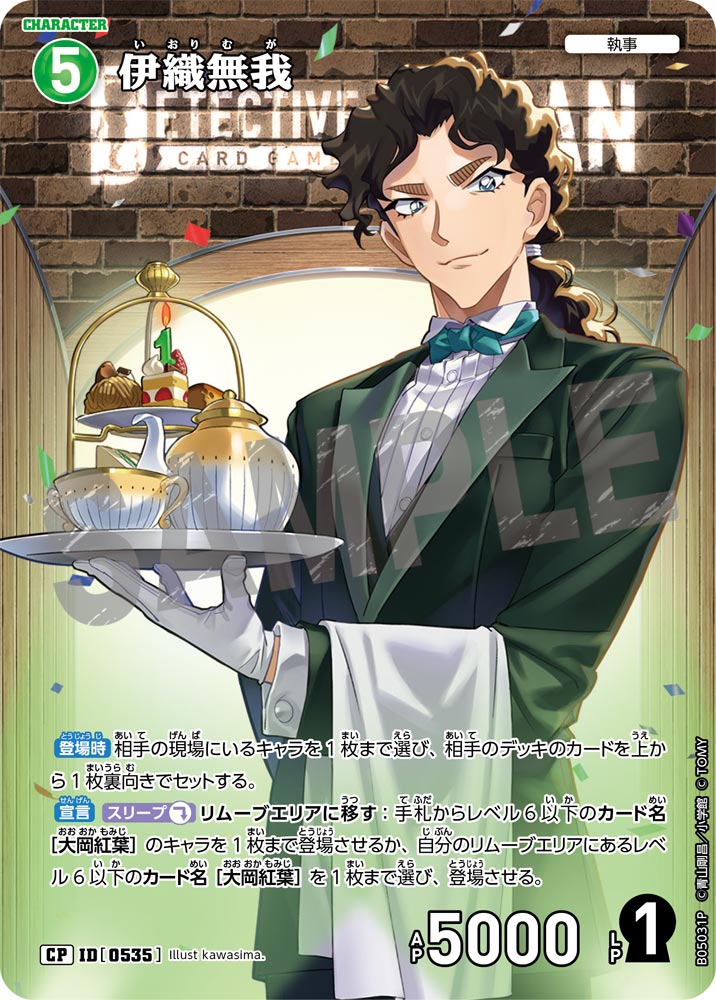 CHARACTER
5
いおりむが
伊織無我
執事
DETECTIVE CONAN
CARD GAME
SAMPLE
登場時 相手の現場にいるキャラを1枚まで選び、相手のデッキのカードを上か
ら1枚裏向きでセットする。
宣言 スリープ リムーブエリアに移す：手札からレベル6以下のカード名
［大岡紅葉］のキャラを1枚まで登場させるか、自分のリムーブエリアにあるレベ
ル6以下のカード名［大岡紅葉］を1枚まで選び、登場させる。
AP 5000 LP 1
CP ID[0535] Illust kawasima.
B05031P ©青山剛昌／小学館 ©TOMY